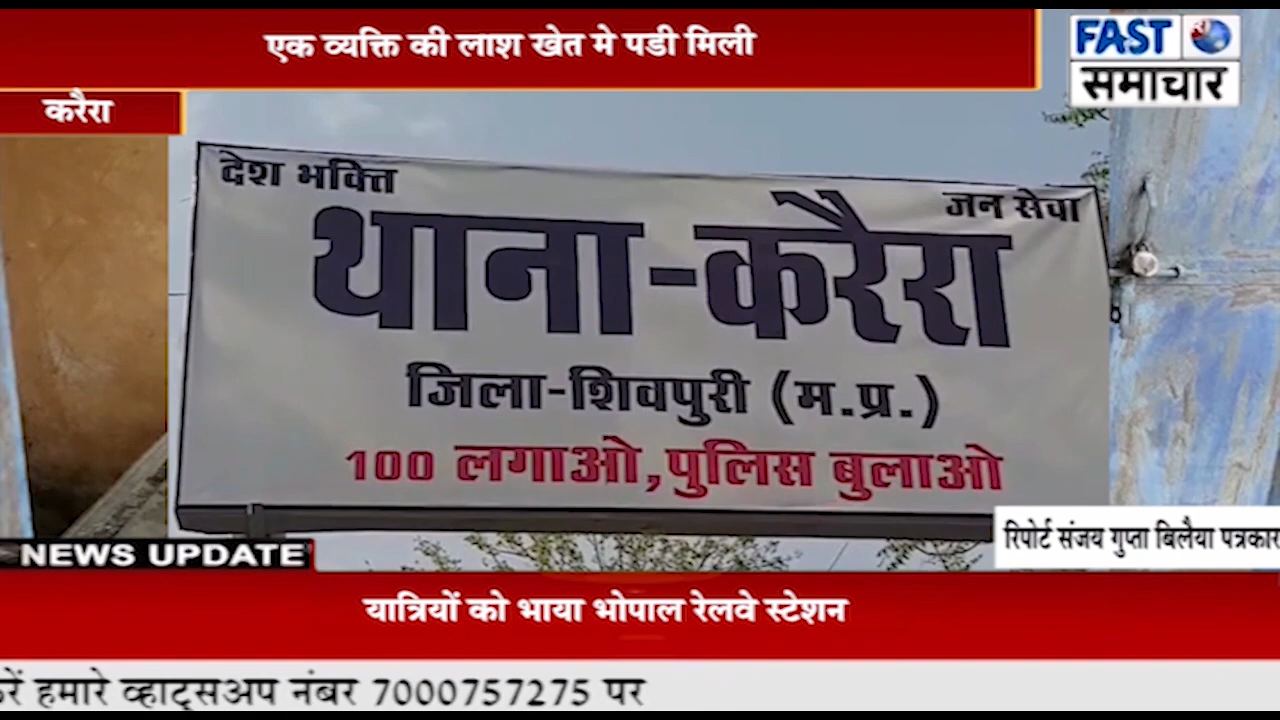 एक व्यक्ति की लाश खेत मे पडी मिली
FAST
समाचार
करैरा
देश भक्ति
जन सेवा
थाना-करैरा
जिला-शिवपुरी (म.प्र.)
100 लगाओ, पुलिस बुलाओ
रिपोर्ट संजय गुप्ता बिलैया पत्रकार
NEWS UPDATE
यात्रियों को भाया भोपाल रेलवे स्टेशन
हमारे व्हाट्सअप नंबर 7000757275 पर